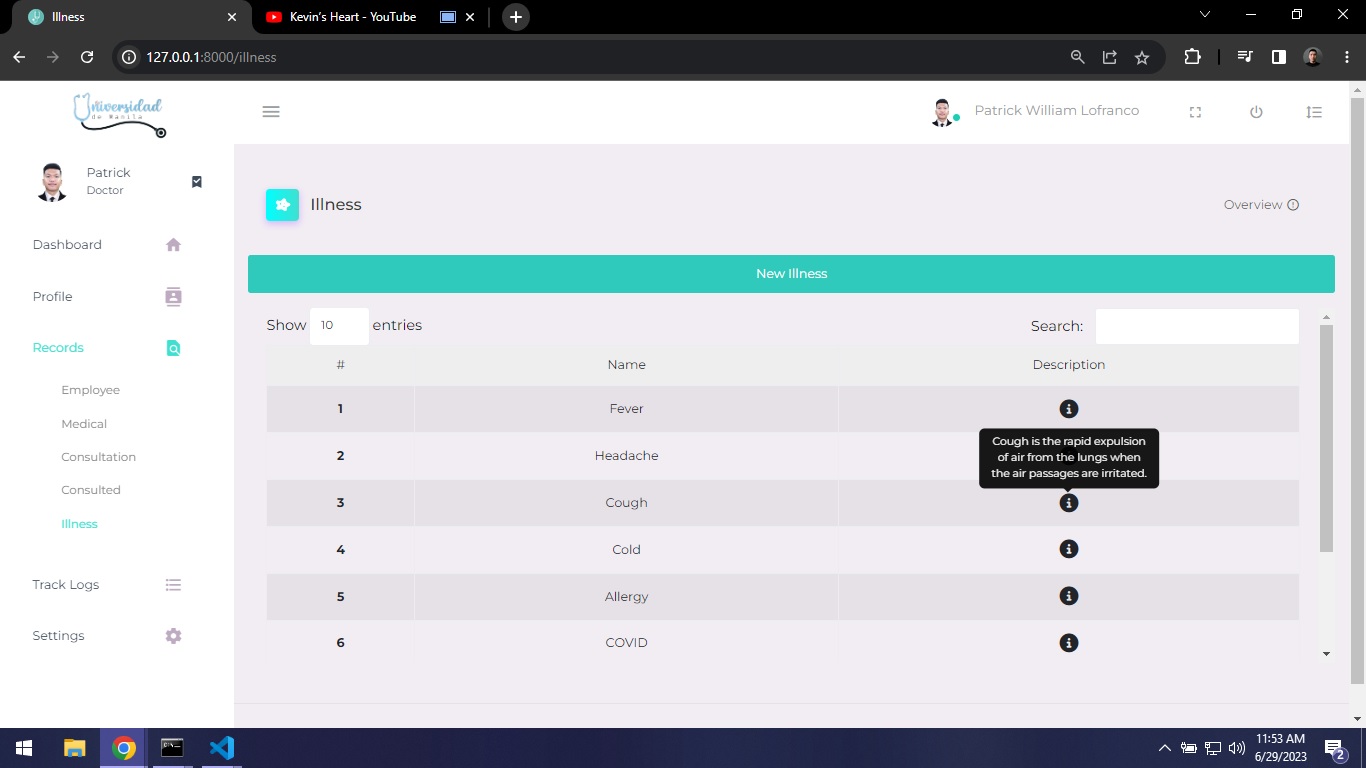 Illness
Kevin's Heart - YouTube
127.0.0.1:8000/illness
Universidad
de Manila
Patrick William Lofranco
Patrick
Doctor
Dashboard
Profile
Records
Employee
Medical
Consultation
Consulted
Illness
Track Logs
Settings
Illness
Overview
New Illness
Show 10 entries
Search:
# Name Description
1 Fever
2 Headache
Cough is the rapid expulsion
of air from the lungs when
the air passages are irritated.
3 Cough
4 Cold
5 Allergy
6 COVID
11:53 AM
6/29/2023
2